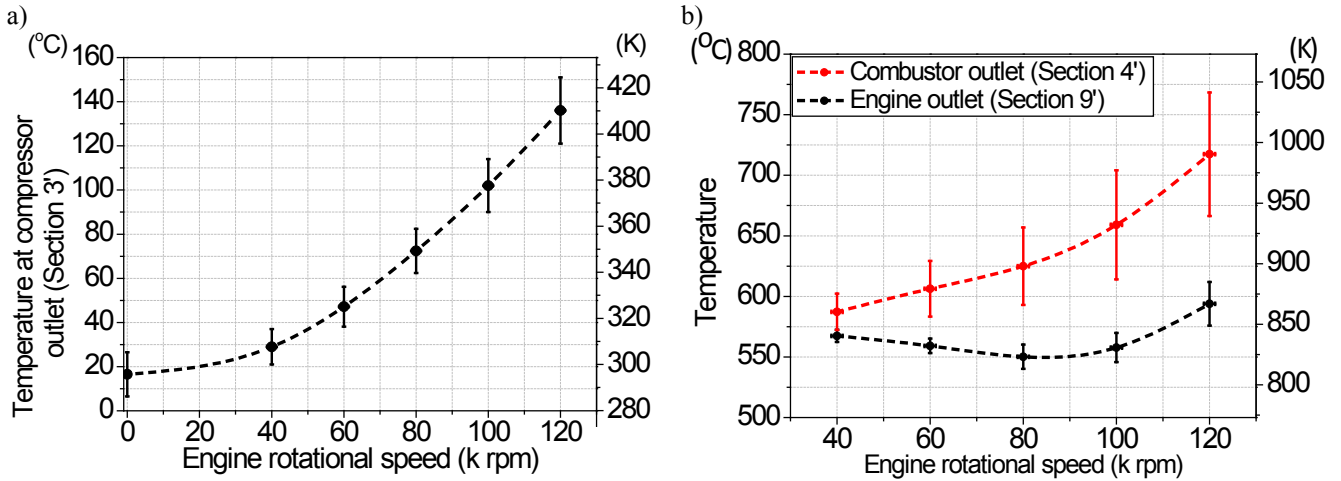 a)
(°C)
160
140
120
100
80
60
40
20
0
Temperature at compressor
outlet (Section 3')
(K)
420
400
380
360
340
320
300
280
0 20 40 60 80 100 120
Engine rotational speed (k rpm)
b)
(°C)
800
750
700
650
600
550
500
Temperature
Combustor outlet (Section 4')
Engine outlet (Section 9')
(K)
1050
1000
950
900
850
800
40 60 80 100 120
Engine rotational speed (k rpm)